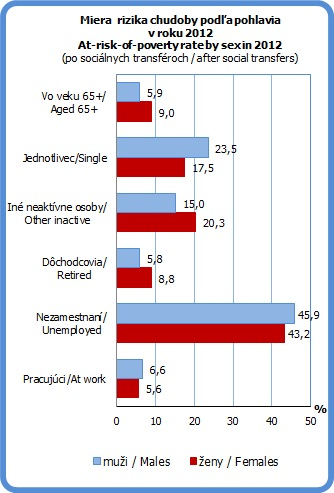 Miera rizika chudoby podľa pohlavia
v roku 2012
At-risk-of-poverty rate by sex in 2012
(po sociálnych transféroch / after social transfers)
Vo veku 65+/
Aged 65+
5,9
9,0
Jednotlivec/Single
23,5
17,5
Iné neaktívne osoby/
Other inactive
15,0
20,3
Dôchodcovia/
Retired
5,8
8,8
Nezamestnaní/
Unemployed
45,9
43,2
Pracujúci/At work
6,6
5,6
0 10 20 30 40 50
%
muži / Males ženy / Females